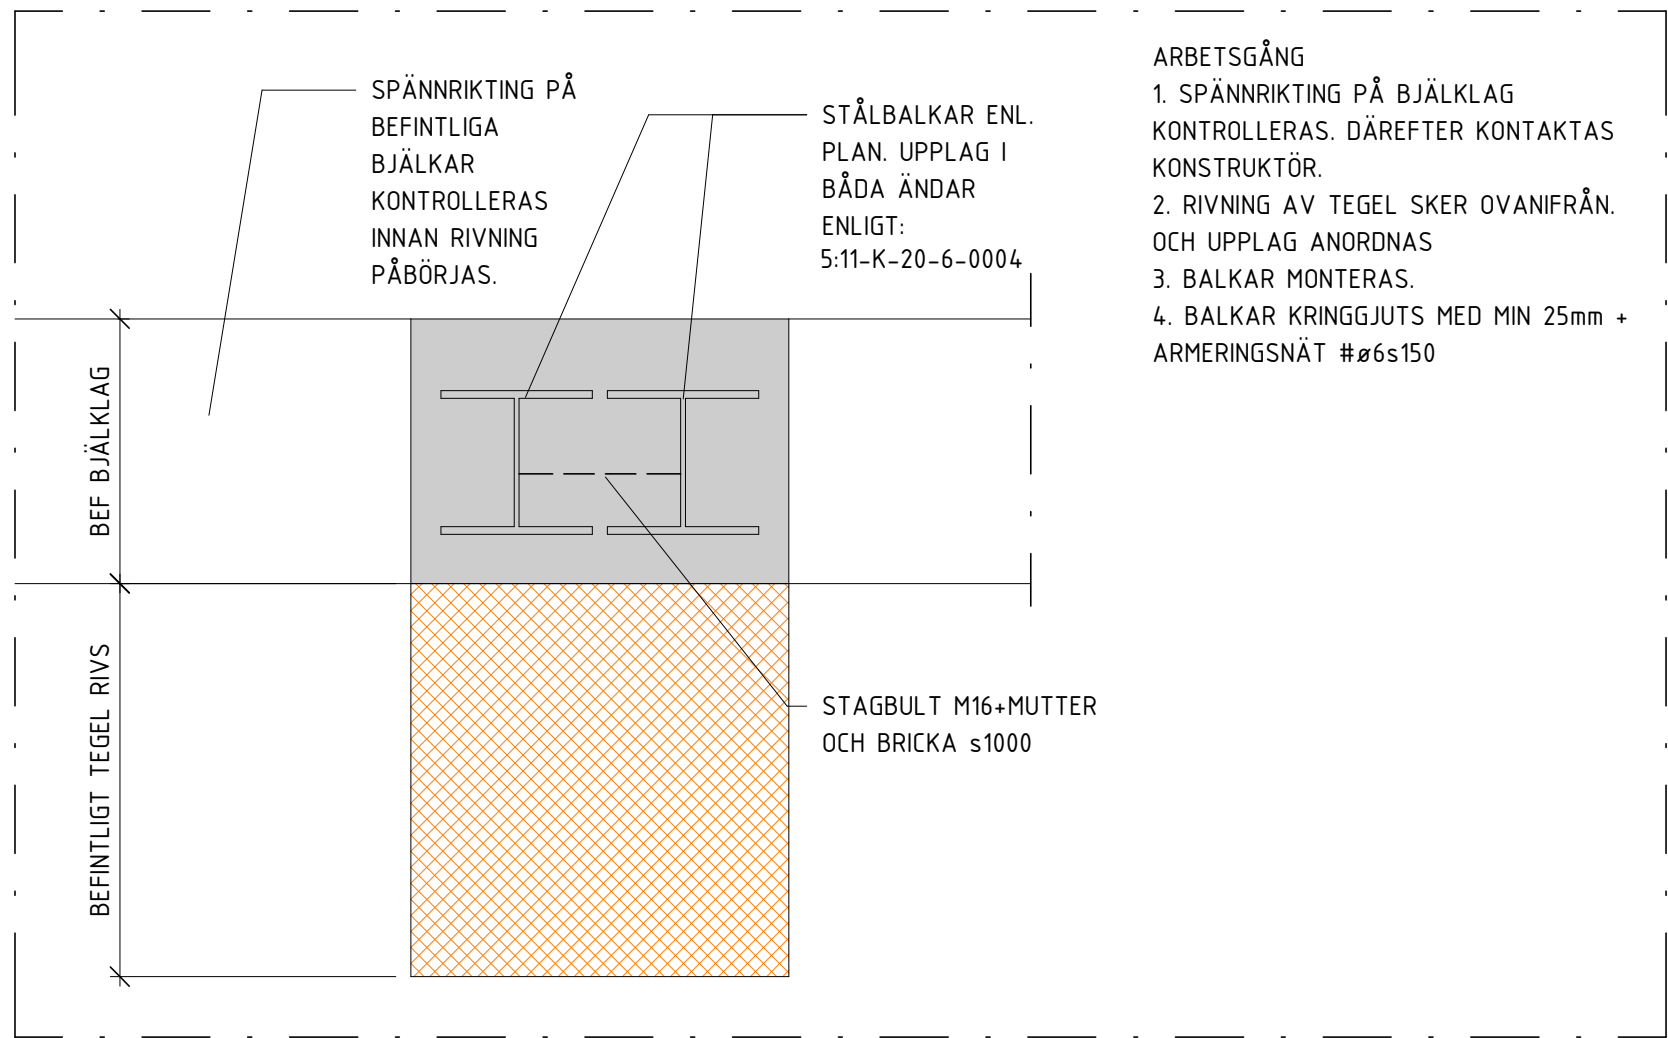 SPÄNNRIKTING PÅ
BEFINTLIGA
BJÄLKAR
KONTROLLERAS
INNAN RIVNING
PÅBÖRJAS.
STÅLBALKAR ENL.
PLAN. UPPLAG I
BÅDA ÄNDAR
ENLIGT:
5:11-K-20-6-0004
ARBETSGÅNG
1. SPÄNNRIKTING PÅ BJÄLKLAG
KONTROLLERAS. DÄREFTER KONTAKTAS
KONSTRUKTÖR.
2. RIVNING AV TEGEL SKER OVANIFRÅN.
OCH UPPLAG ANORDNAS
3. BALKAR MONTERAS.
4. BALKAR KRINGGJUTS MED MIN 25mm +
ARMERINGSNÄT #ø6s150
BEF BJÄLKLAG
BEFINTLIGT TEGEL RIVS
STAGBULT M16+MUTTER
OCH BRICKA s1000